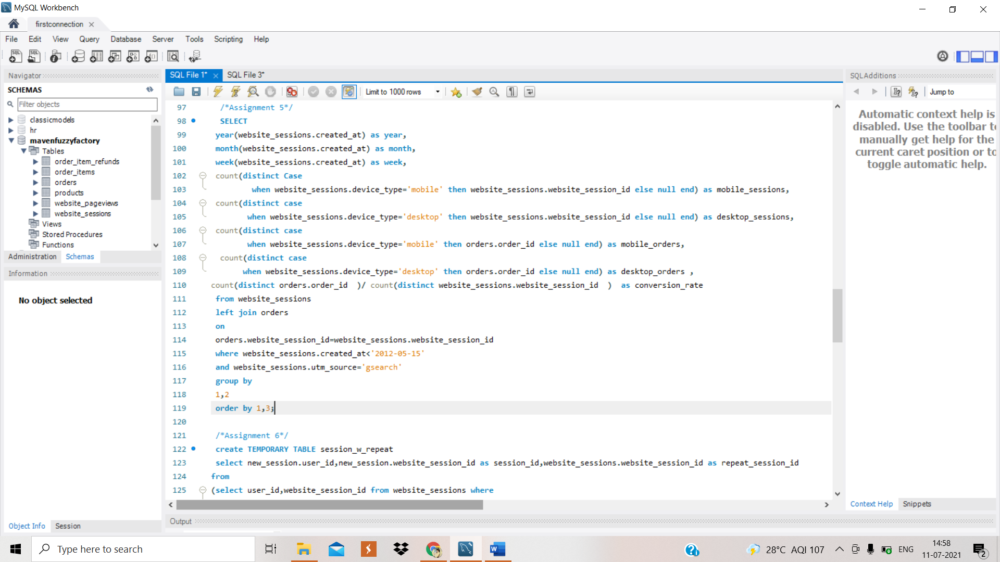 MySQL Workbench
firstconnection
File Edit View Query Database Server Tools Scripting Help
Navigator
SCHEMAS
Filter objects
classicmodels
hr
mavenfuzzyfactory
Tables
order_item_refunds
order_items
orders
products
website_pageviews
website_sessions
Views
Stored Procedures
Functions
Administration Schemas
Information
No object selected
Object Info Session
SQL File 1* SQL File 3*
Limit to 1000 rows
97 /*Assignment 5*/
98 SELECT
99 year(website_sessions.created_at) as year,
100 month(website_sessions.created_at) as month,
101 week(website_sessions.created_at) as week,
102 count(distinct Case
103 when website_sessions.device_type='mobile' then website_sessions.website_session_id else null end) as mobile_sessions,
104 count(distinct case
105 when website_sessions.device_type='desktop' then website_sessions.website_session_id else null end) as desktop_sessions,
106 count(distinct case
107 when website_sessions.device_type='mobile' then orders.order_id else null end) as mobile_orders,
108 count(distinct case
109 when website_sessions.device_type='desktop' then orders.order_id else null end) as desktop_orders ,
110 count(distinct orders.order_id )/ count(distinct website_sessions.website_session_id ) as conversion_rate
111 from website_sessions
112 left join orders
113 on
114 orders.website_session_id=website_sessions.website_session_id
115 where website_sessions.created_at<'2012-05-15'
116 and website_sessions.utm_source='gsearch'
117 group by
118 1,2
119 order by 1,3;
120
121 /*Assignment 6*/
122 create TEMPORARY TABLE session_w_repeat
123 select new_session.user_id,new_session.website_session_id as session_id,website_sessions.website_session_id as repeat_session_id
124 from
125 (select user_id,website_session_id from website_sessions where
Output
SQLAdditions
Jump to
Automatic context help is
disabled. Use the toolbar to
manually get help for the
current caret position or to
toggle automatic help.
Context Help Snippets
Type here to search
28°C AQI 107
ENG
14:58
11-07-2021
2